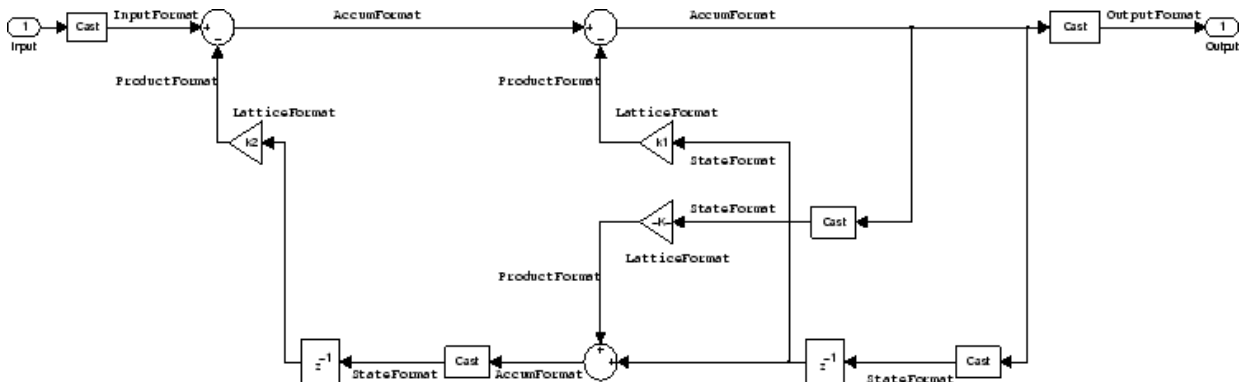 InputFormat
AccumFormat
AccumFormat
OutputFormat
1
Cast
+
−
+
−
Cast
1
Input
Output
ProductFormat
ProductFormat
LatticeFormat
LatticeFormat
k2
k1
StateFormat
StateFormat
-K-
Cast
LatticeFormat
ProductFormat
+
+
z⁻¹
Cast
z⁻¹
Cast
StateFormat
AccumFormat
StateFormat